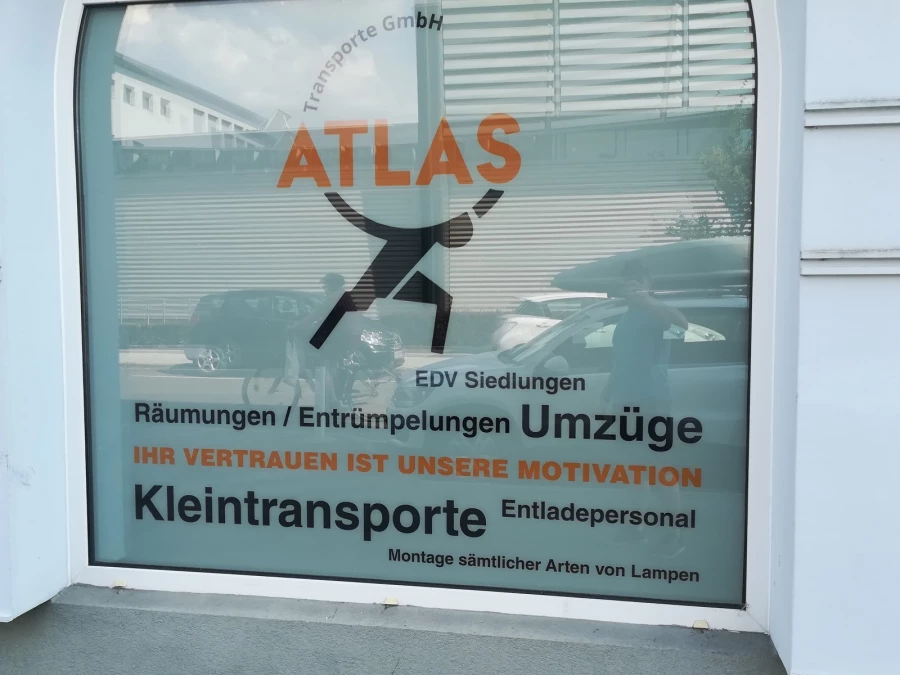 Transporte GmbH
ATLAS
EDV Siedlungen
Räumungen / Entrümpelungen Umzüge
IHR VERTRAUEN IST UNSERE MOTIVATION
Kleintransporte Entladepersonal
Montage sämtlicher Arten von Lampen